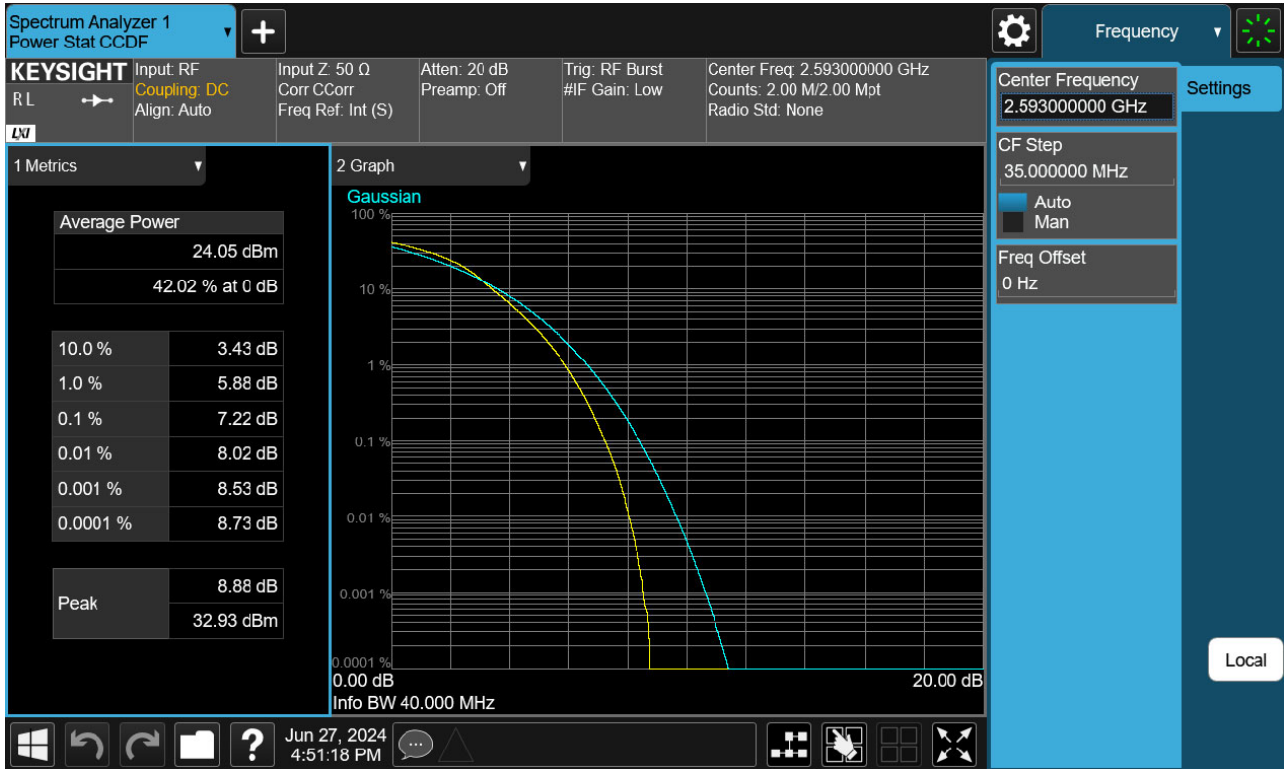 Spectrum Analyzer 1
Power Stat CCDF
+
Frequency
KEYSIGHT
R L
LXI
Input: RF
Coupling: DC
Align: Auto
Input Z: 50 Ω
Corr CCorr
Freq Ref: Int (S)
Atten: 20 dB
Preamp: Off
Trig: RF Burst
#IF Gain: Low
Center Freq: 2.593000000 GHz
Counts: 2.00 M/2.00 Mpt
Radio Std: None
Center Frequency
2.593000000 GHz
Settings
CF Step
35.000000 MHz
Auto
Man
Freq Offset
0 Hz
1 Metrics
Average Power
24.05 dBm
42.02 % at 0 dB
10.0 % 3.43 dB
1.0 % 5.88 dB
0.1 % 7.22 dB
0.01 % 8.02 dB
0.001 % 8.53 dB
0.0001 % 8.73 dB
Peak
8.88 dB
32.93 dBm
2 Graph
Gaussian
100 %
10 %
1 %
0.1 %
0.01 %
0.001 %
0.0001 %
0.00 dB 20.00 dB
Info BW 40.000 MHz
Local
?
Jun 27, 2024
4:51:18 PM